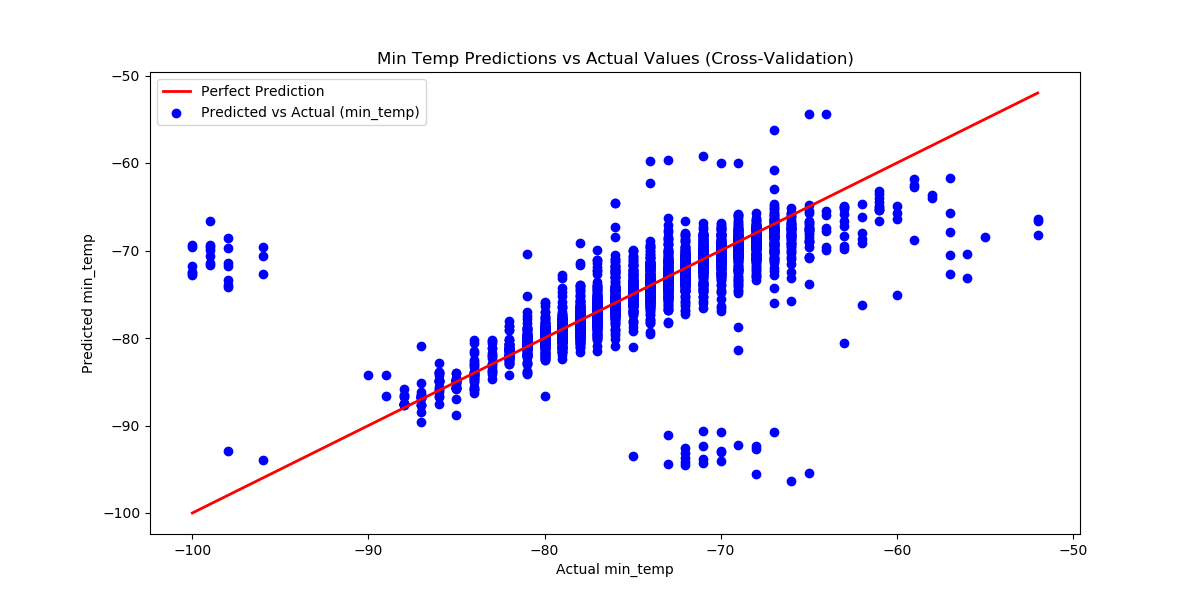 Min Temp Predictions vs Actual Values (Cross-Validation)
Perfect Prediction
Predicted vs Actual (min_temp)
Predicted min_temp
−50
−60
−70
−80
−90
−100
−100
−90
−80
−70
−60
−50
Actual min_temp